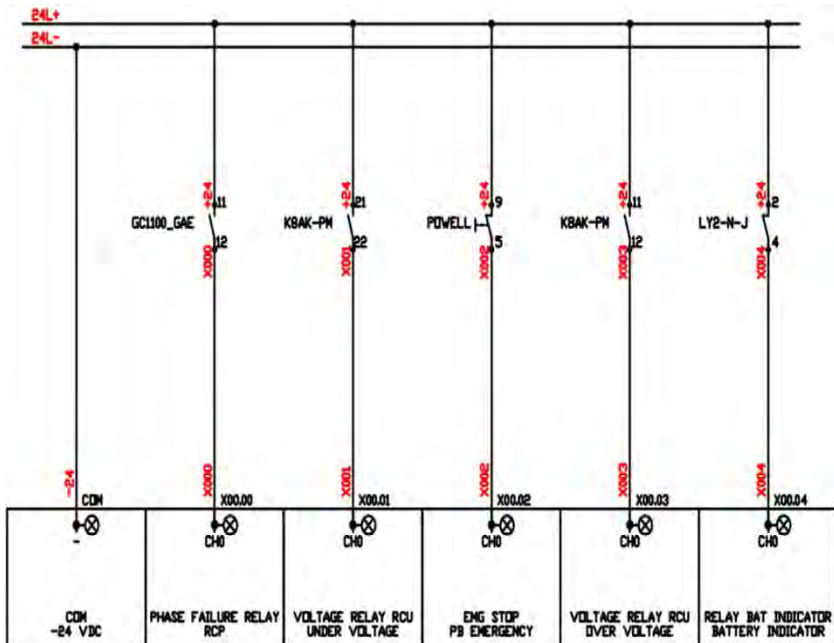 24L+
24L-
+24 11 +24 21 +24 9 +24 11 +24 2
GC1100_GAE K8AK-PM POWELL K8AK-PM LY2-N-J
12 22 5 12 4
X000 X001 X002 X003 X004
-24 X000 X001 X002 X003 X004
COM X00.00 X00.01 X00.02 X00.03 X00.04
- CH0 CH0 CH0 CH0 CH0
COM PHASE FAILURE RELAY VOLTAGE RELAY RCU EMG STOP VOLTAGE RELAY RCU RELAY BAT INDICATOR
-24 VDC RCP UNDER VOLTAGE PB EMERGENCY OVER VOLTAGE BATTERY INDICATOR